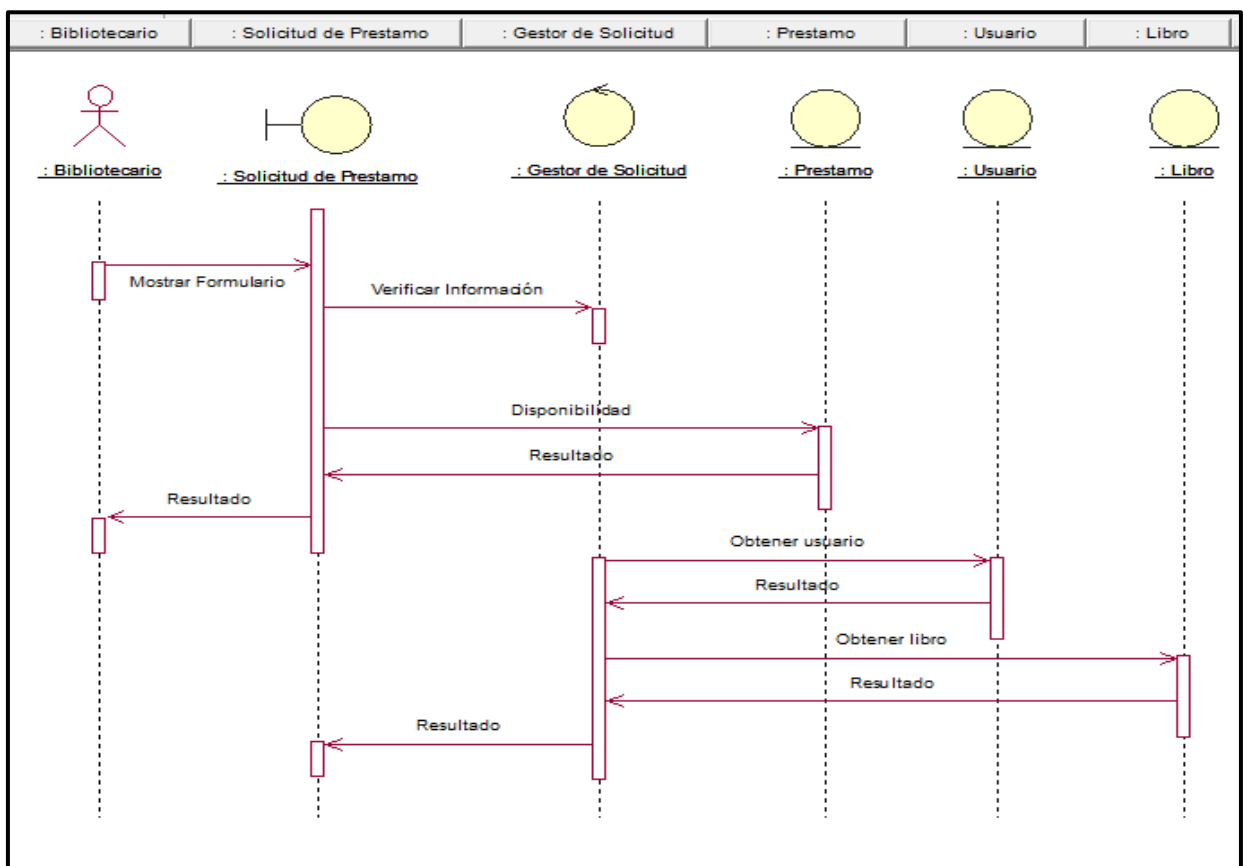 : Bibliotecario
: Solicitud de Prestamo
: Gestor de Solicitud
: Prestamo
: Usuario
: Libro
: Bibliotecario
: Solicitud de Prestamo
: Gestor de Solicitud
: Prestamo
: Usuario
: Libro
Mostrar Formulario
Verificar Información
Disponibilidad
Resultado
Resultado
Obtener usuario
Resultado
Obtener libro
Resultado
Resultado